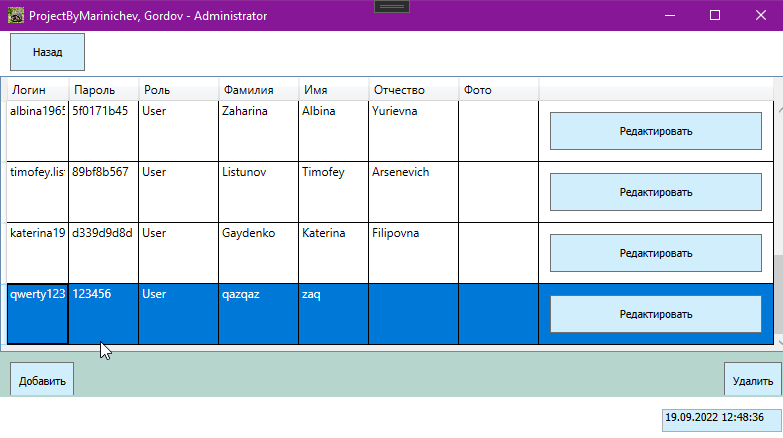 ProjectByMarinichev, Gordov - Administrator
Назад
Логин Пароль Роль Фамилия Имя Отчество Фото
albina1965 5f0171b45 User Zaharina Albina Yurievna Редактировать
timofey.lis 89bf8b567 User Listunov Timofey Arsenevich Редактировать
katerina19 d339d9d8d User Gaydenko Katerina Filipovna Редактировать
qwerty123 123456 User qazqaz zaq Редактировать
Добавить Удалить
19.09.2022 12:48:36